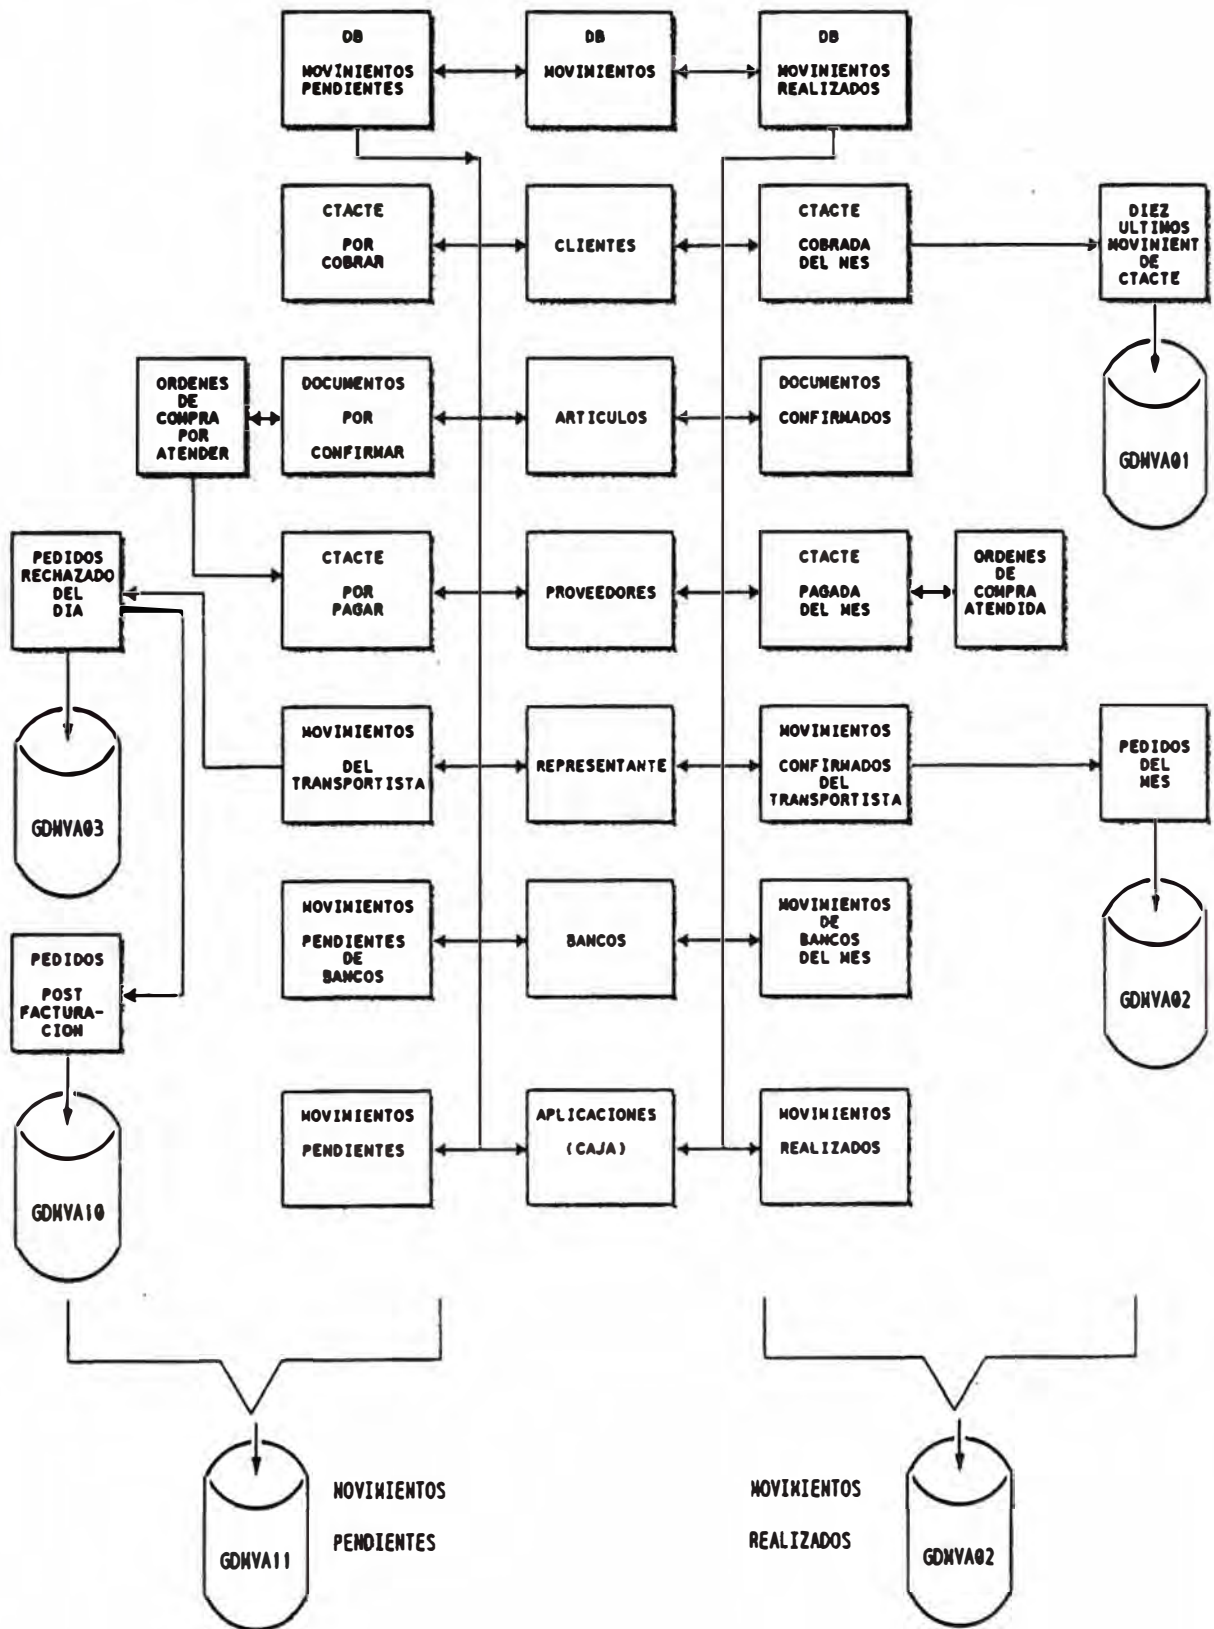 DB
MOVIMIENTOS
PENDIENTES
DB
MOVIMIENTOS
DB
MOVIMIENTOS
REALIZADOS
CTACTE
POR
COBRAR
CLIENTES
CTACTE
COBRADA
DEL MES
DIEZ
ULTIMOS
MOVIMIENT
DE
CTACTE
GDMVA01
ORDENES
DE
COMPRA
POR
ATENDER
DOCUMENTOS
POR
CONFIRMAR
ARTICULOS
DOCUMENTOS
CONFIRMADOS
PEDIDOS
RECHAZADO
DEL
DIA
CTACTE
POR
PAGAR
PROVEEDORES
CTACTE
PAGADA
DEL MES
ORDENES
DE
COMPRA
ATENDIDA
GDMVA03
MOVIMIENTOS
DEL
TRANSPORTISTA
REPRESENTANTE
MOVIMIENTOS
CONFIRMADOS
DEL
TRANSPORTISTA
PEDIDOS
DEL
MES
GDMVA02
PEDIDOS
POST
FACTURA-
CION
MOVIMIENTOS
PENDIENTES
DE
BANCOS
BANCOS
MOVIMIENTOS
DE
BANCOS
DEL MES
GDMVA10
MOVIMIENTOS
PENDIENTES
APLICACIONES
(CAJA)
MOVIMIENTOS
REALIZADOS
GDMVA11
MOVIMIENTOS
PENDIENTES
MOVIMIENTOS
REALIZADOS
GDMVA02